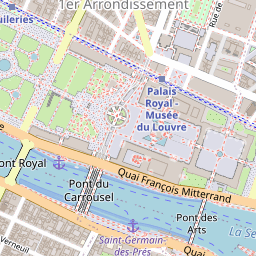 1er Arrondissement
uileries
Rue de
Palais
Royal -
Musée
du Louvre
ont Royal
Quai François Mitterrand
Pont du
Carrousel
Pont des
Arts
La Se
Verneuil
Saint-Germain-
des-Prés
Quai